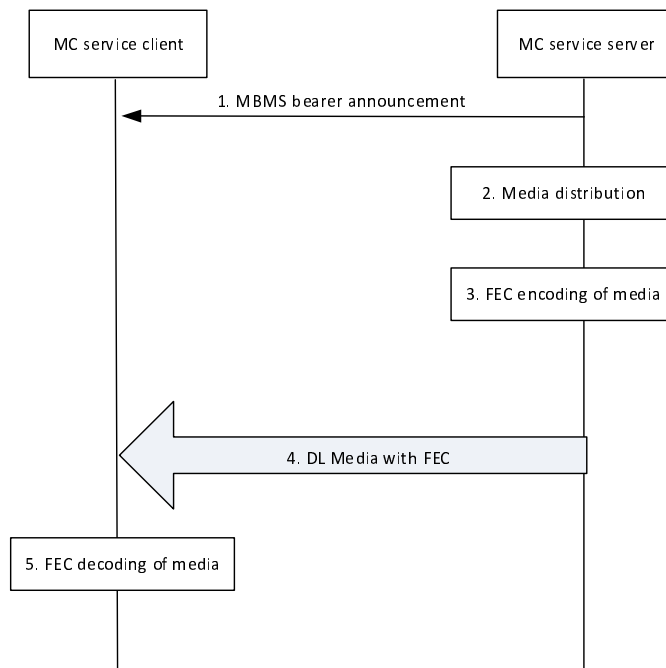 MC service client
MC service server
1. MBMS bearer announcement
2. Media distribution
3. FEC encoding of media
4. DL Media with FEC
5. FEC decoding of media